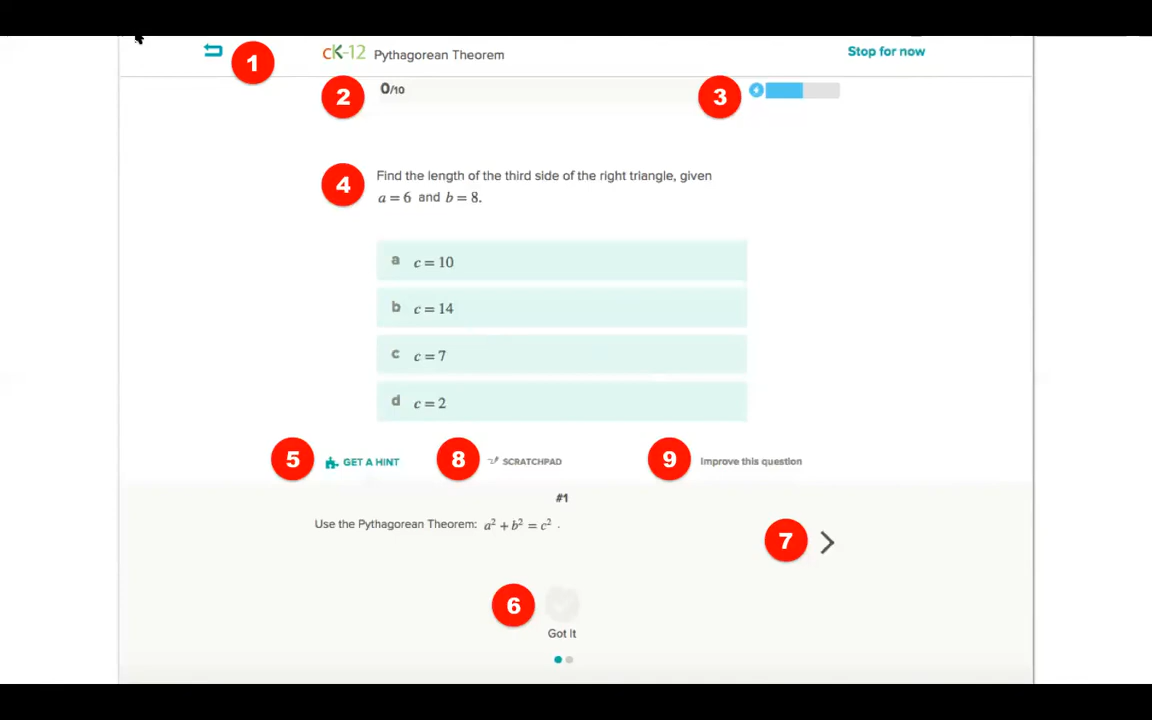 1 cK-12 Pythagorean Theorem Stop for now
2 0/10 3
4 Find the length of the third side of the right triangle, given
a = 6 and b = 8.
a c = 10
b c = 14
c c = 7
d c = 2
5 GET A HINT 8 SCRATCHPAD 9 Improve this question
#1
Use the Pythagorean Theorem: a² + b² = c² .
7
6
Got It